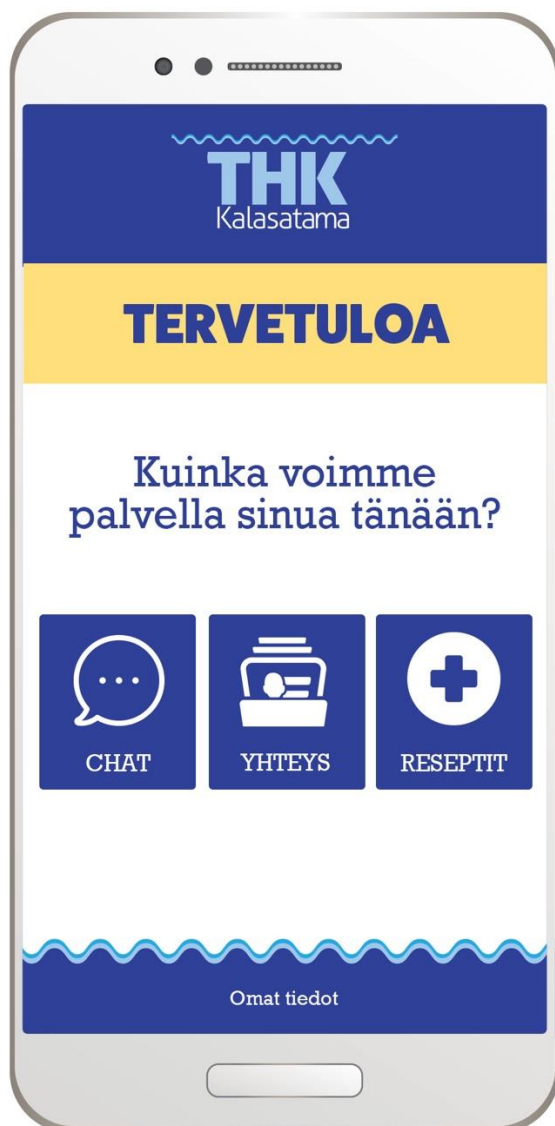 THK
Kalasatama
TERVETULOA
Kuinka voimme
palvella sinua tänään?
CHAT
YHTEYS
RESEPTIT
Omat tiedot